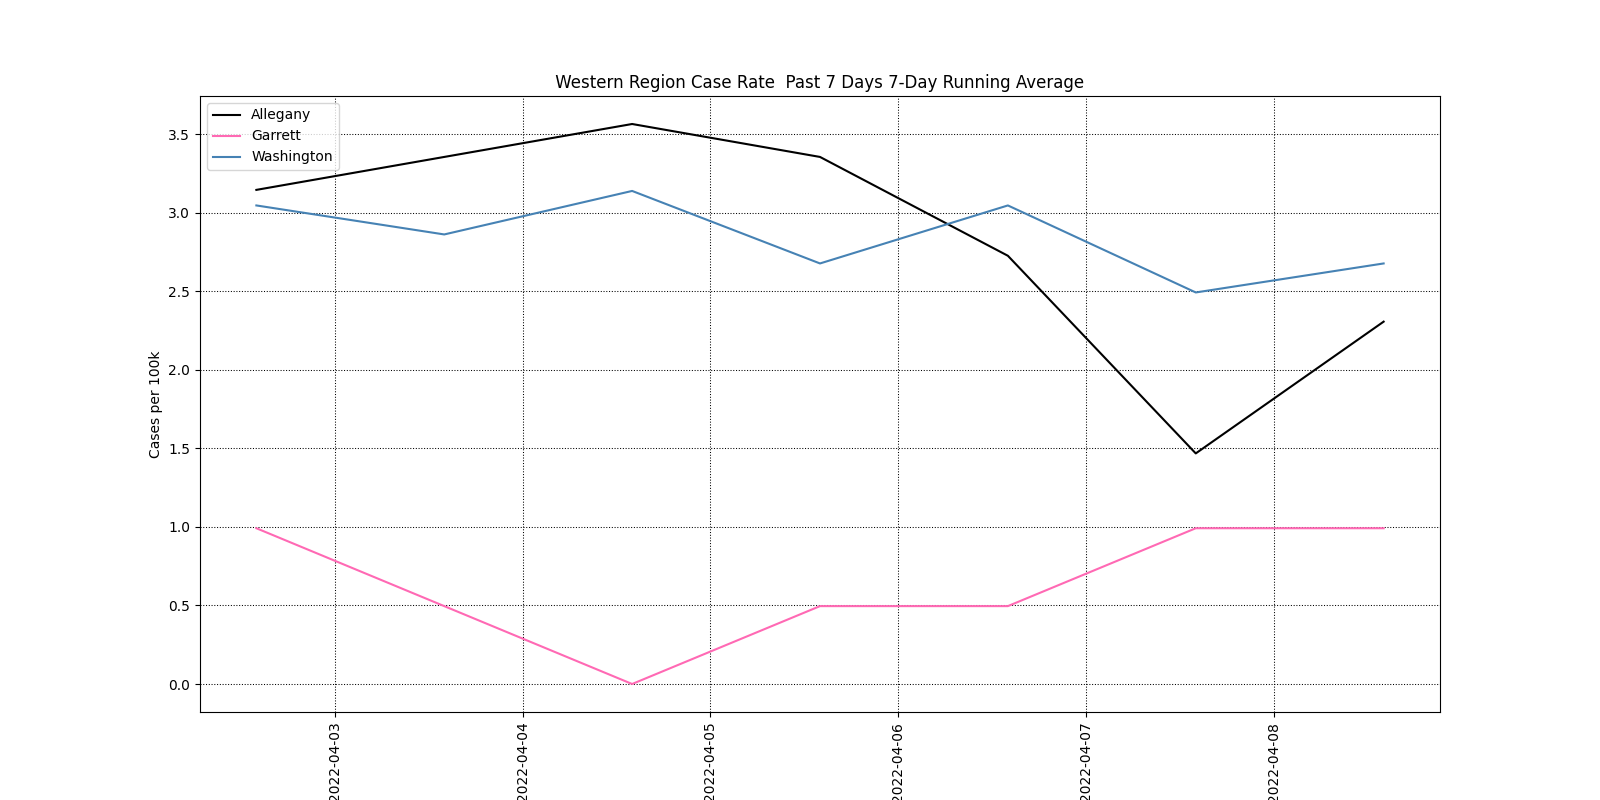 Western Region Case Rate  Past 7 Days 7-Day Running Average
Allegany
Garrett
Washington
Cases per 100k
3.5
3.0
2.5
2.0
1.5
1.0
0.5
0.0
2022-04-03
2022-04-04
2022-04-05
2022-04-06
2022-04-07
2022-04-08